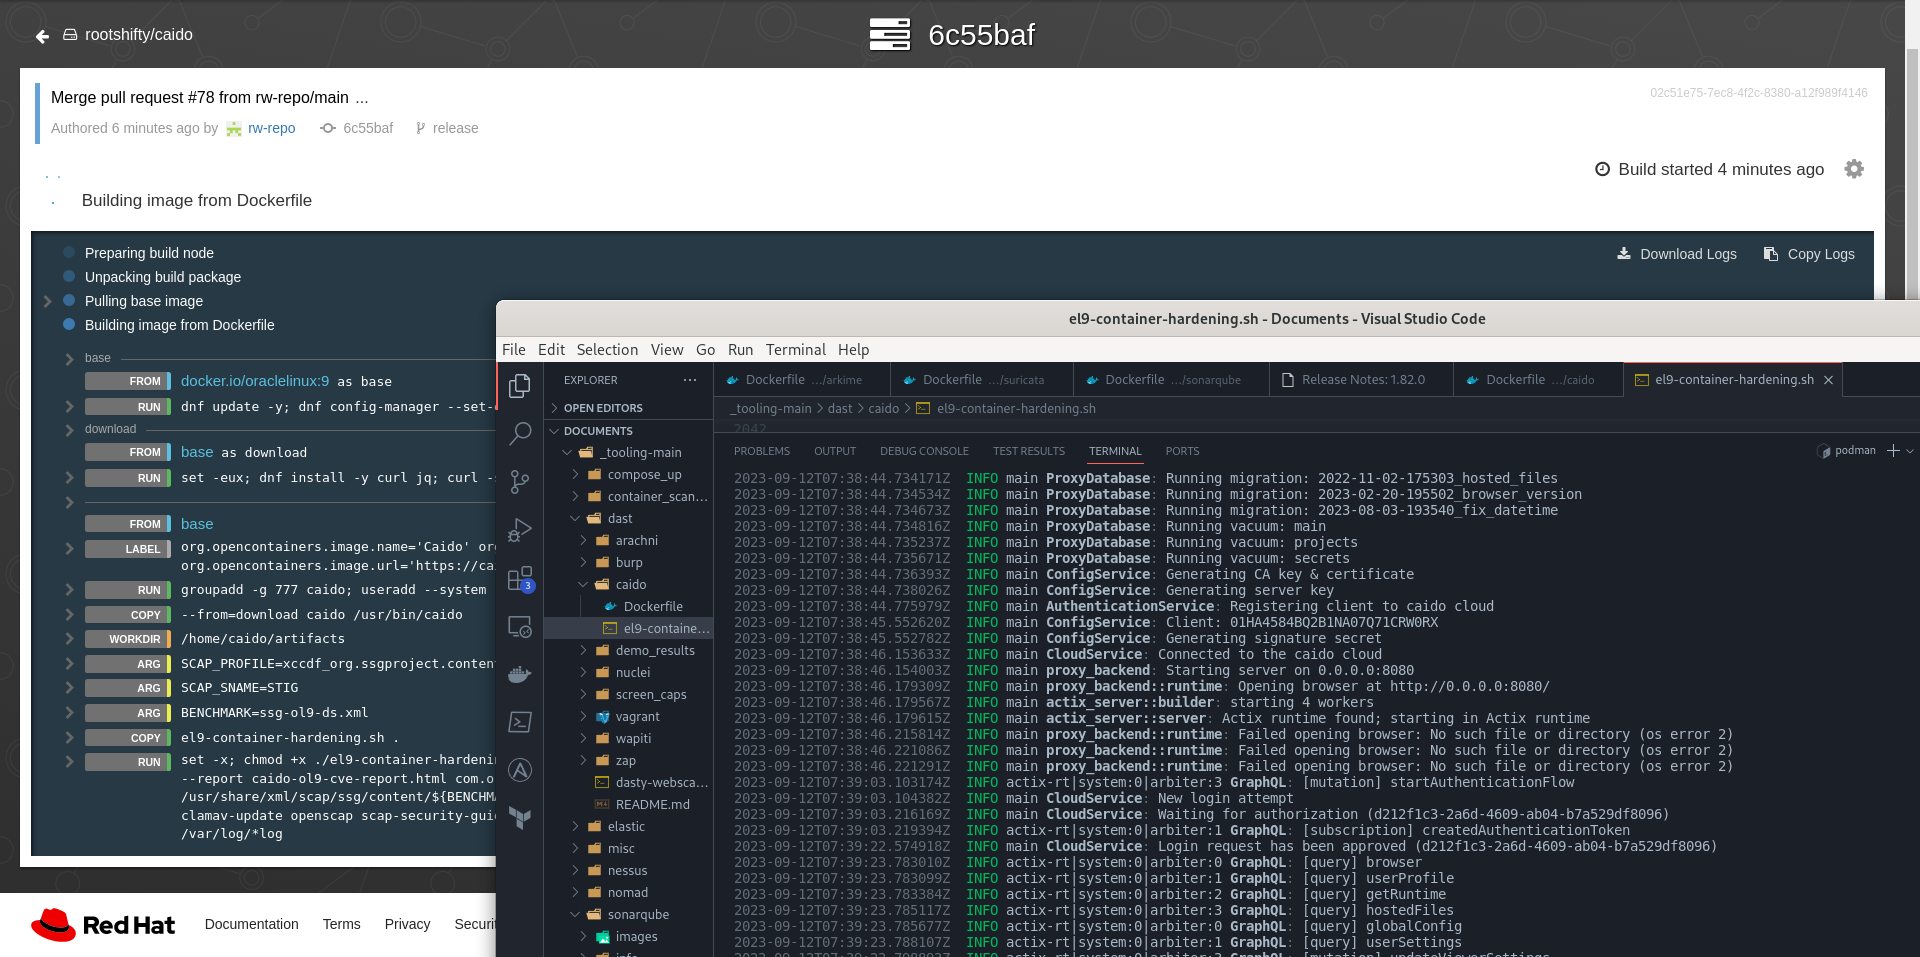 rootshifty/caido
6c55baf
Merge pull request #78 from rw-repo/main ...
02c51e75-7ec8-4f2c-8380-a12f989f4146
Authored 6 minutes ago by rw-repo 6c55baf release
Build started 4 minutes ago
Building image from Dockerfile
Preparing build node
Download Logs Copy Logs
Unpacking build package
Pulling base image
Building image from Dockerfile
base
FROM docker.io/oraclelinux:9 as base
RUN dnf update -y; dnf config-manager --set-
download
FROM base as download
RUN set -eux; dnf install -y curl jq; curl -
FROM base
LABEL org.opencontainers.image.name='Caido' or
org.opencontainers.image.url='https://ca
RUN groupadd -g 777 caido; useradd --system
COPY --from=download caido /usr/bin/caido
WORKDIR /home/caido/artifacts
ARG SCAP_PROFILE=xccdf_org.ssgproject.conten
ARG SCAP_SNAME=STIG
ARG BENCHMARK=ssg-ol9-ds.xml
COPY el9-container-hardening.sh .
RUN set -x; chmod +x ./el9-container-hardeni
--report caido-ol9-cve-report.html com.o
/usr/share/xml/scap/ssg/content/${BENCHM
clamav-update openscap scap-security-gui
/var/log/*log
Red Hat Documentation Terms Privacy Securi
el9-container-hardening.sh - Documents - Visual Studio Code
File Edit Selection View Go Run Terminal Help
EXPLORER ...
Dockerfile .../arkime Dockerfile .../suricata Dockerfile .../sonarqube Release Notes: 1.82.0 Dockerfile .../caido el9-container-hardening.sh
OPEN EDITORS
_tooling-main > dast > caido > el9-container-hardening.sh
2042
DOCUMENTS
_tooling-main
compose_up
container_scan...
dast
arachni
burp
caido
Dockerfile
el9-containe...
demo_results
nuclei
screen_caps
vagrant
wapiti
zap
dasty-websca...
README.md
elastic
misc
nessus
nomad
sonarqube
images
info
3
PROBLEMS OUTPUT DEBUG CONSOLE TEST RESULTS TERMINAL PORTS
podman
2023-09-12T07:38:44.734171Z INFO main ProxyDatabase: Running migration: 2022-11-02-175303_hosted_files
2023-09-12T07:38:44.734534Z INFO main ProxyDatabase: Running migration: 2023-02-20-195502_browser_version
2023-09-12T07:38:44.734673Z INFO main ProxyDatabase: Running migration: 2023-08-03-193540_fix_datetime
2023-09-12T07:38:44.734816Z INFO main ProxyDatabase: Running vacuum: main
2023-09-12T07:38:44.735237Z INFO main ProxyDatabase: Running vacuum: projects
2023-09-12T07:38:44.735671Z INFO main ProxyDatabase: Running vacuum: secrets
2023-09-12T07:38:44.736393Z INFO main ConfigService: Generating CA key & certificate
2023-09-12T07:38:44.738026Z INFO main ConfigService: Generating server key
2023-09-12T07:38:44.775979Z INFO main AuthenticationService: Registering client to caido cloud
2023-09-12T07:38:45.552620Z INFO main ConfigService: Client: 01HA4584BQ2B1NA07Q71CRW0RX
2023-09-12T07:38:45.552782Z INFO main ConfigService: Generating signature secret
2023-09-12T07:38:46.153633Z INFO main CloudService: Connected to the caido cloud
2023-09-12T07:38:46.154003Z INFO main proxy_backend: Starting server on 0.0.0.0:8080
2023-09-12T07:38:46.179309Z INFO main proxy_backend::runtime: Opening browser at http://0.0.0.0:8080/
2023-09-12T07:38:46.179567Z INFO main actix_server::builder: starting 4 workers
2023-09-12T07:38:46.179615Z INFO main actix_server::server: Actix runtime found; starting in Actix runtime
2023-09-12T07:38:46.215814Z INFO main proxy_backend::runtime: Failed opening browser: No such file or directory (os error 2)
2023-09-12T07:38:46.221086Z INFO main proxy_backend::runtime: Failed opening browser: No such file or directory (os error 2)
2023-09-12T07:38:46.221291Z INFO main proxy_backend::runtime: Failed opening browser: No such file or directory (os error 2)
2023-09-12T07:39:03.103174Z INFO actix-rt|system:0|arbiter:3 GraphQL: [mutation] startAuthenticationFlow
2023-09-12T07:39:03.104382Z INFO main CloudService: New login attempt
2023-09-12T07:39:03.216169Z INFO main CloudService: Waiting for authorization (d212f1c3-2a6d-4609-ab04-b7a529df8096)
2023-09-12T07:39:03.219394Z INFO actix-rt|system:0|arbiter:1 GraphQL: [subscription] createdAuthenticationToken
2023-09-12T07:39:22.574918Z INFO main CloudService: Login request has been approved (d212f1c3-2a6d-4609-ab04-b7a529df8096)
2023-09-12T07:39:23.783010Z INFO actix-rt|system:0|arbiter:0 GraphQL: [query] browser
2023-09-12T07:39:23.783099Z INFO actix-rt|system:0|arbiter:1 GraphQL: [query] userProfile
2023-09-12T07:39:23.783384Z INFO actix-rt|system:0|arbiter:2 GraphQL: [query] getRuntime
2023-09-12T07:39:23.785117Z INFO actix-rt|system:0|arbiter:3 GraphQL: [query] hostedFiles
2023-09-12T07:39:23.785677Z INFO actix-rt|system:0|arbiter:0 GraphQL: [query] globalConfig
2023-09-12T07:39:23.788107Z INFO actix-rt|system:0|arbiter:1 GraphQL: [query] userSettings